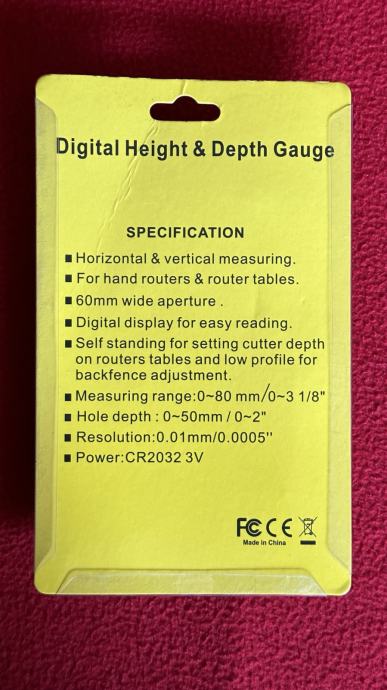 Digital Height & Depth Gauge
SPECIFICATION
■ Horizontal & vertical measuring.
■ For hand routers & router tables.
■ 60mm wide aperture .
■ Digital display for easy reading.
■ Self standing for setting cutter depth
on routers tables and low profile for
backfence adjustment.
■ Measuring range:0~80 mm/0~3 1/8"
■ Hole depth : 0~50mm / 0~2"
■ Resolution:0.01mm/0.0005''
■ Power:CR2032 3V
FC CE
Made in China